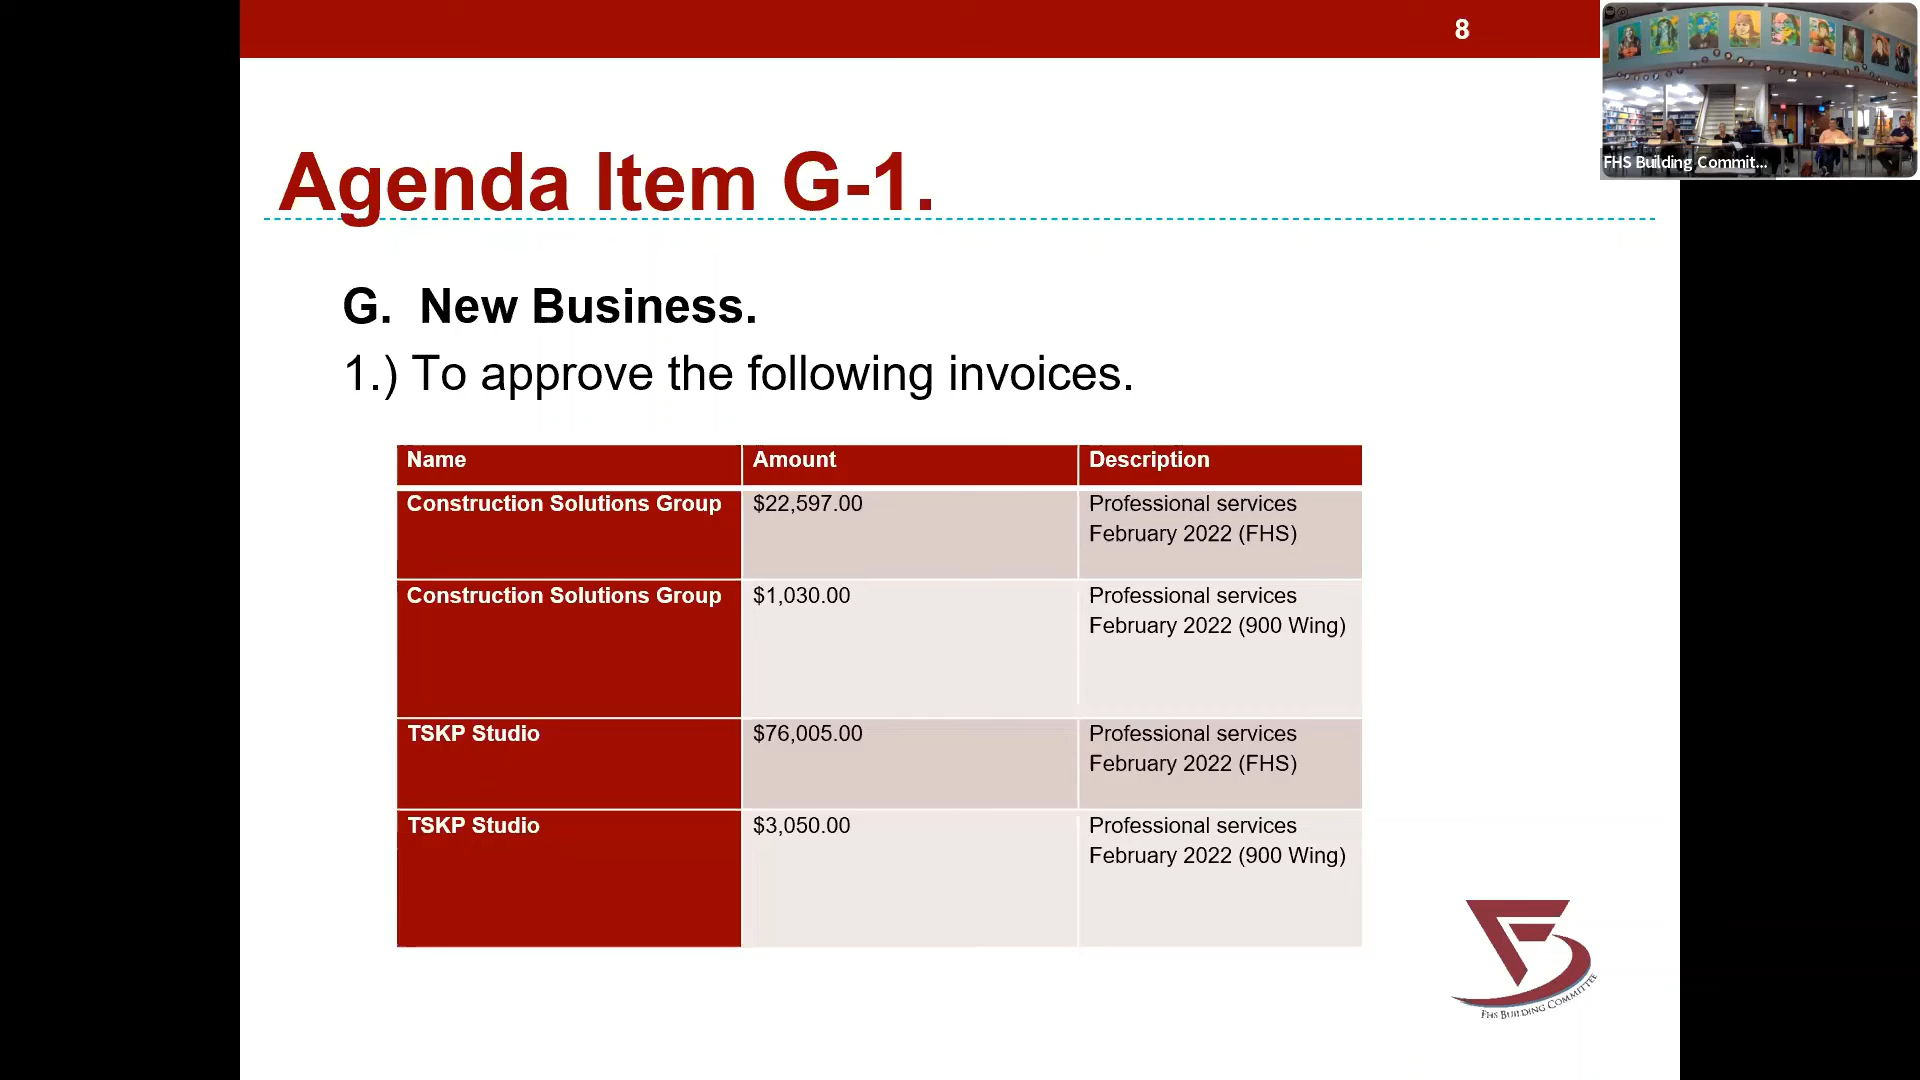 8
FHS Building Commit...
Agenda Item G-1.
G. New Business.
1.) To approve the following invoices.
Name Amount Description
Construction Solutions Group $22,597.00 Professional services
February 2022 (FHS)
Construction Solutions Group $1,030.00 Professional services
February 2022 (900 Wing)
TSKP Studio $76,005.00 Professional services
February 2022 (FHS)
TSKP Studio $3,050.00 Professional services
February 2022 (900 Wing)
FHS BUILDING COMMITTEE